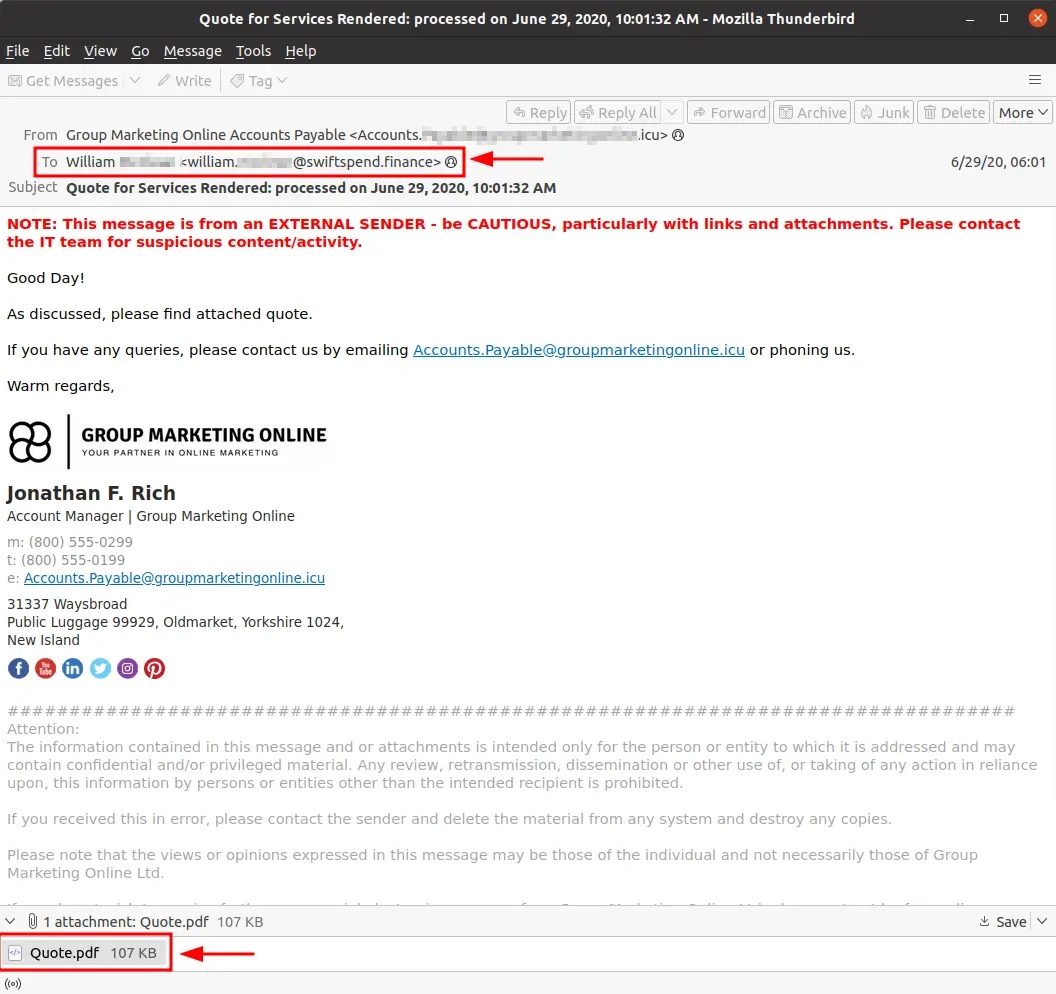 Quote for Services Rendered: processed on June 29, 2020, 10:01:32 AM - Mozilla Thunderbird
File Edit View Go Message Tools Help
Get Messages Write Tag
Reply Reply All Forward Archive Junk Delete More
From Group Marketing Online Accounts Payable <Accounts. .icu>
To William <william. @swiftspend.finance> 6/29/20, 06:01
Subject Quote for Services Rendered: processed on June 29, 2020, 10:01:32 AM
NOTE: This message is from an EXTERNAL SENDER - be CAUTIOUS, particularly with links and attachments. Please contact
the IT team for suspicious content/activity.
Good Day!
As discussed, please find attached quote.
If you have any queries, please contact us by emailing Accounts.Payable@groupmarketingonline.icu or phoning us.
Warm regards,
GROUP MARKETING ONLINE
YOUR PARTNER IN ONLINE MARKETING
Jonathan F. Rich
Account Manager | Group Marketing Online
m: (800) 555-0299
t: (800) 555-0199
e: Accounts.Payable@groupmarketingonline.icu
31337 Waysbroad
Public Luggage 99929, Oldmarket, Yorkshire 1024,
New Island
f You Tube in P
##################################################################################
Attention:
The information contained in this message and or attachments is intended only for the person or entity to which it is addressed and may
contain confidential and/or privileged material. Any review, retransmission, dissemination or other use of, or taking of any action in reliance
upon, this information by persons or entities other than the intended recipient is prohibited.
If you received this in error, please contact the sender and delete the material from any system and destroy any copies.
Please note that the views or opinions expressed in this message may be those of the individual and not necessarily those of Group
Marketing Online Ltd.
1 attachment: Quote.pdf 107 KB Save
Quote.pdf 107 KB